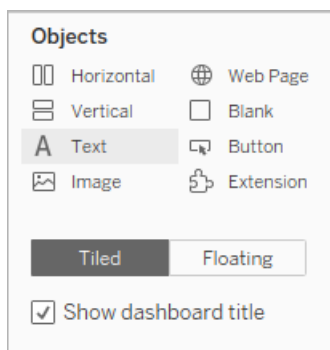 Objects
Horizontal
Web Page
Vertical
Blank
A Text
Button
Image
Extension
Tiled
Floating
Show dashboard title